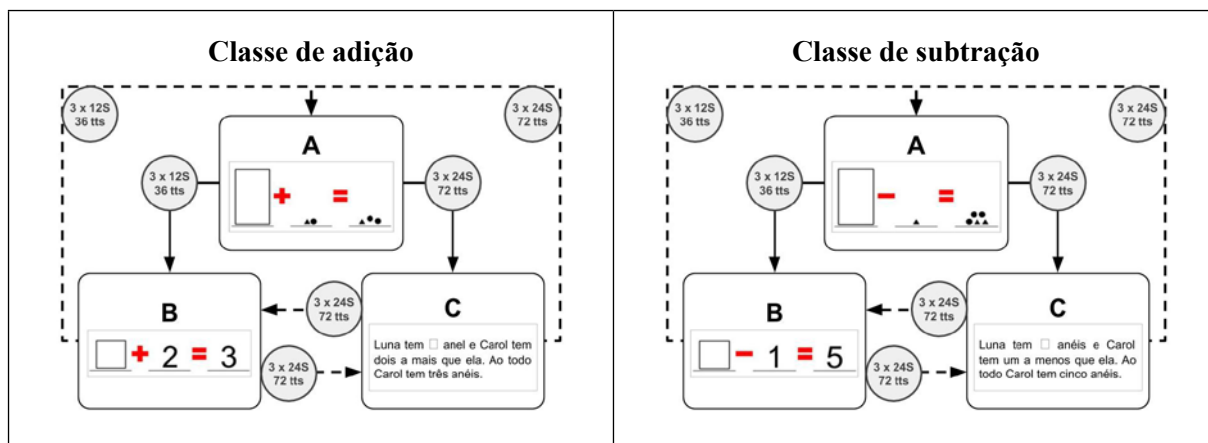 Classe de adição
3 x 12S
36 tts
3 x 24S
72 tts
A
+ =
3 x 12S
36 tts
3 x 24S
72 tts
B
+ 2 = 3
3 x 24S
72 tts
3 x 24S
72 tts
C
Luna tem □ anel e Carol tem
dois a mais que ela. Ao todo
Carol tem três anéis.
Classe de subtração
3 x 12S
36 tts
3 x 24S
72 tts
A
− =
3 x 12S
36 tts
3 x 24S
72 tts
B
− 1 = 5
3 x 24S
72 tts
3 x 24S
72 tts
C
Luna tem □ anéis e Carol
tem um a menos que ela. Ao
todo Carol tem cinco anéis.